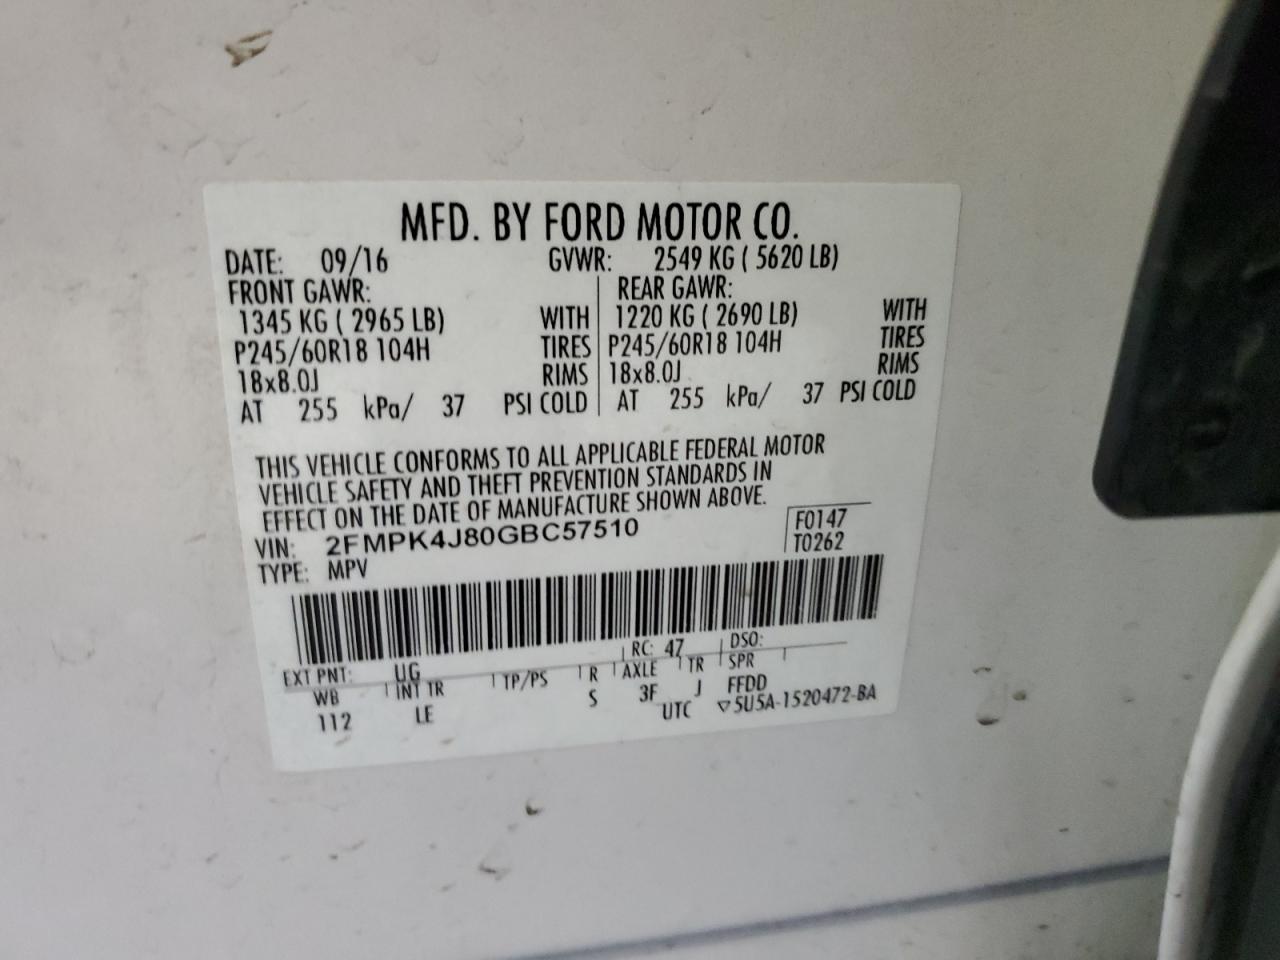 MFD. BY FORD MOTOR CO.
DATE: 09/16 GVWR: 2549 KG ( 5620 LB)
FRONT GAWR: REAR GAWR:
1345 KG ( 2965 LB) WITH 1220 KG ( 2690 LB) WITH
P245/60R18 104H TIRES P245/60R18 104H TIRES
18x8.0J RIMS 18x8.0J RIMS
AT 255 kPa/ 37 PSI COLD AT 255 kPa/ 37 PSI COLD
THIS VEHICLE CONFORMS TO ALL APPLICABLE FEDERAL MOTOR
VEHICLE SAFETY AND THEFT PREVENTION STANDARDS IN
EFFECT ON THE DATE OF MANUFACTURE SHOWN ABOVE.
VIN: 2FMPK4J80GBC57510 F0147
TYPE: MPV T0262
EXT PNT: UG RC: 47 DSO:
WB INT TR TP/PS R AXLE TR SPR
112 LE S 3F J FFDD
UTC ▽5U5A-1520472-BA